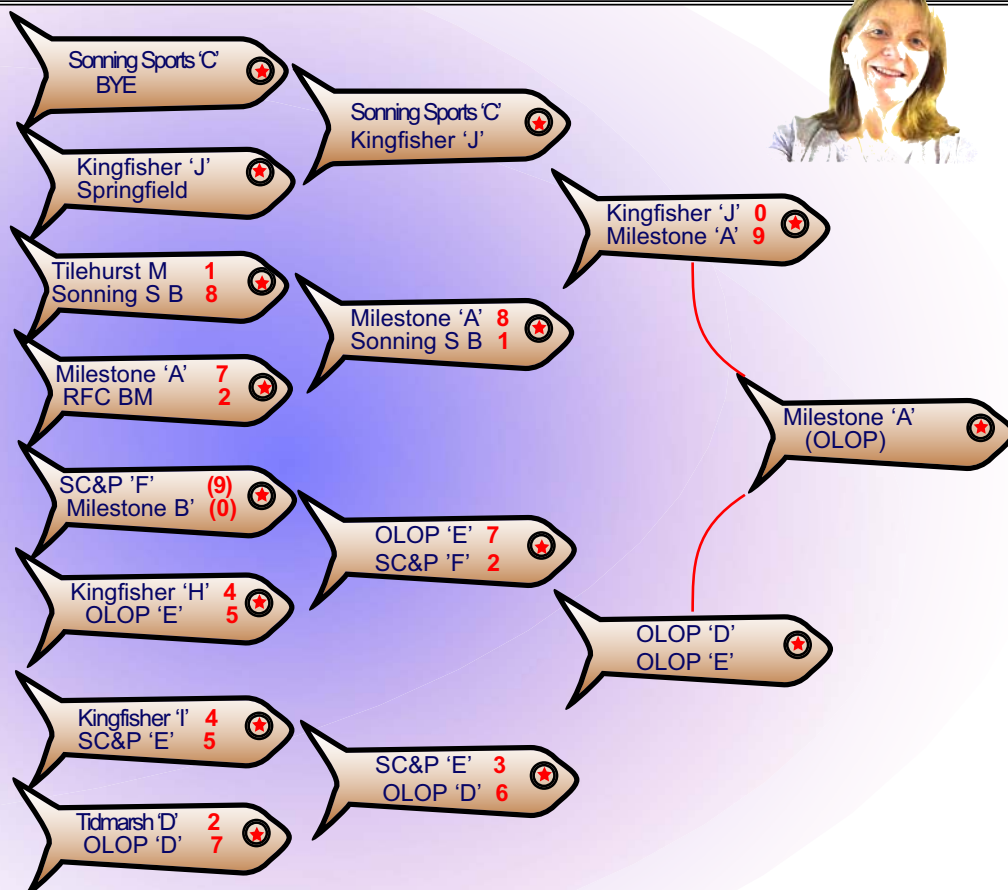 Sonning Sports ‘C’
BYE
Kingfisher ‘J’
Springfield
Tilehurst M 1
Sonning S B 8
Milestone ‘A’ 7
RFC BM 2
SC&P ’F’ (9)
Milestone B’ (0)
Kingfisher ‘H’ 4
OLOP ‘E’ 5
Kingfisher ‘I’ 4
SC&P ‘E’ 5
Tidmarsh ‘D’ 2
OLOP ‘D’ 7
Sonning Sports ‘C’
Kingfisher ‘J’
Milestone ‘A’ 8
Sonning S B 1
OLOP ‘E’ 7
SC&P ’F’ 2
SC&P ‘E’ 3
OLOP ‘D’ 6
Kingfisher ‘J’ 0
Milestone ‘A’ 9
OLOP ‘D’
OLOP ‘E’
Milestone ‘A’
(OLOP)